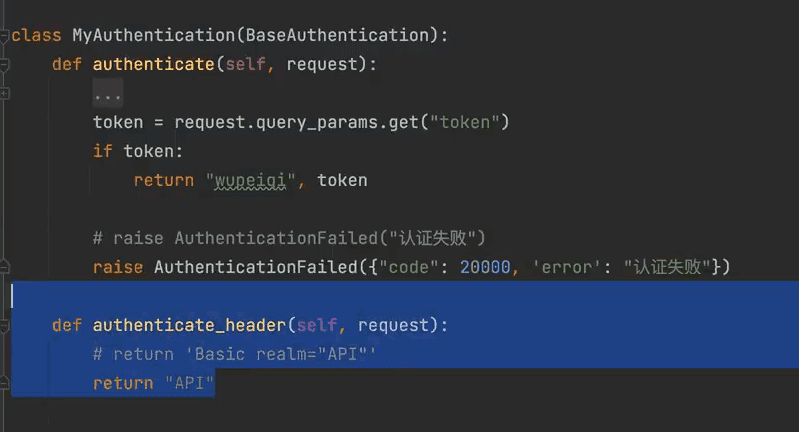 class MyAuthentication(BaseAuthentication):
    def authenticate(self, request):
        ...
        token = request.query_params.get("token")
        if token:
            return "wupeiqi", token
        # raise AuthenticationFailed("认证失败")
        raise AuthenticationFailed({"code": 20000, 'error': "认证失败"})
    def authenticate_header(self, request):
        # return 'Basic realm="API"'
        return "API"